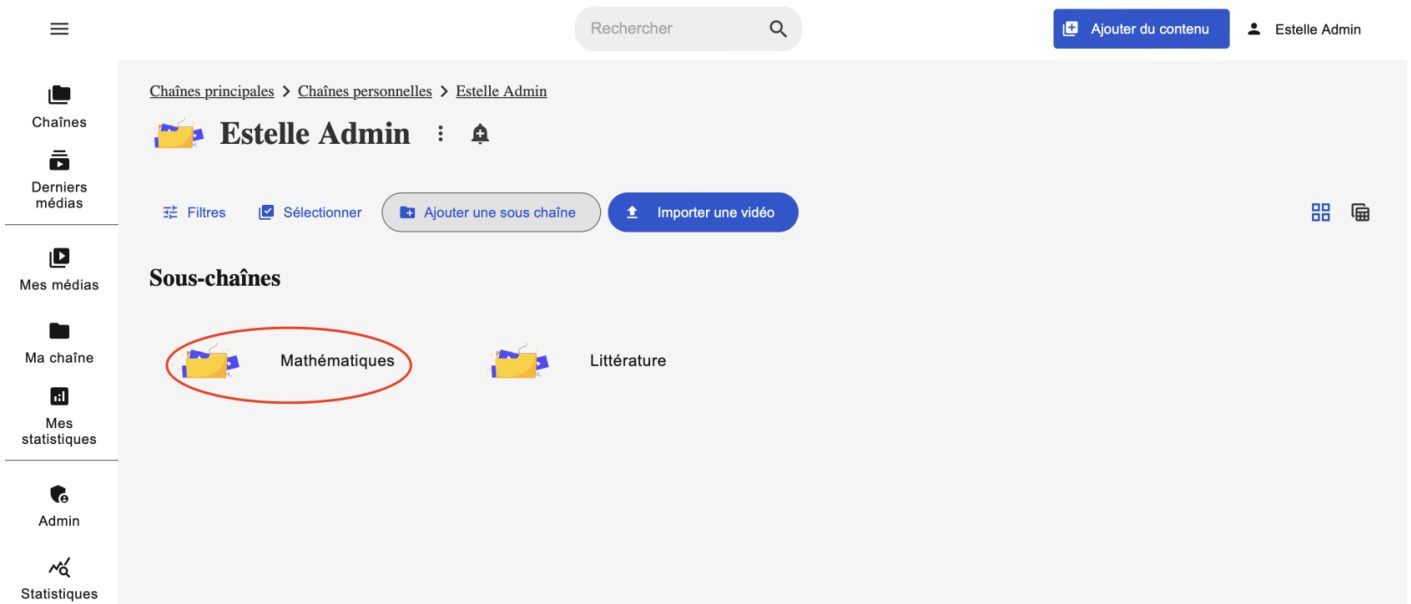 Rechercher
Ajouter du contenu
Estelle Admin
Chaînes
Derniers
médias
Mes médias
Ma chaîne
Mes
statistiques
Admin
Statistiques
Chaînes principales > Chaînes personnelles > Estelle Admin
Estelle Admin
Filtres
Sélectionner
Ajouter une sous chaîne
Importer une vidéo
Sous-chaînes
Mathématiques
Littérature